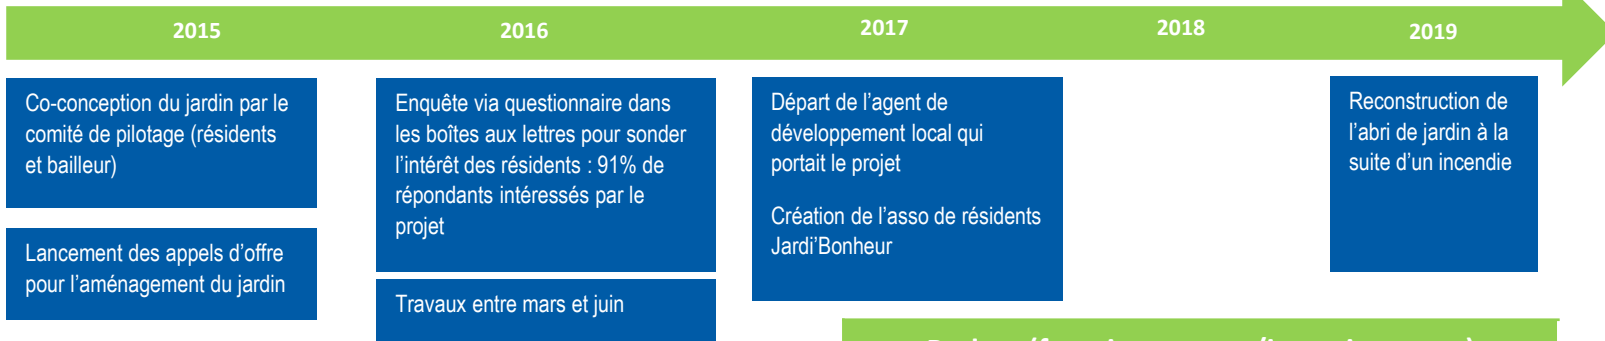 2015
2016
2017
2018
2019
Co-conception du jardin par le
comité de pilotage (résidents
et bailleur)
Lancement des appels d’offre
pour l’aménagement du jardin
Enquête via questionnaire dans
les boîtes aux lettres pour sonder
l’intérêt des résidents : 91% de
répondants intéressés par le
projet
Travaux entre mars et juin
Départ de l’agent de
développement local qui
portait le projet
Création de l’asso de résidents
Jardi’Bonheur
Reconstruction de
l’abri de jardin à la
suite d’un incendie